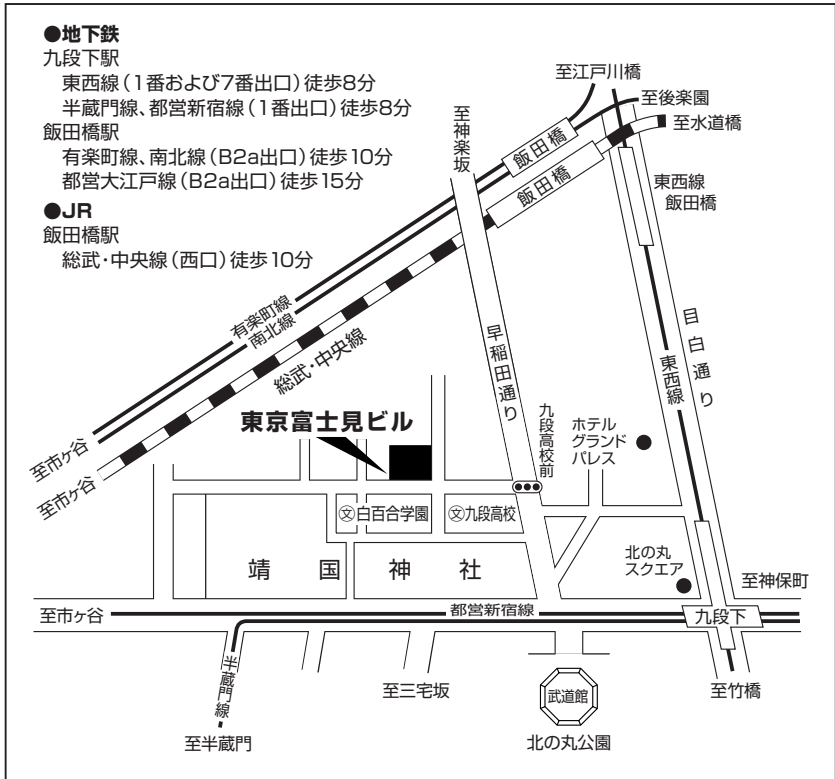 ●地下鉄
九段下駅
東西線（1番および7番出口）徒歩8分
半蔵門線、都営新宿線（1番出口）徒歩8分
飯田橋駅
有楽町線、南北線（B2a出口）徒歩10分
都営大江戸線（B2a出口）徒歩15分
●JR
飯田橋駅
総武・中央線（西口）徒歩10分
至江戸川橋
至後楽園
至水道橋
至神楽坂
飯田橋
飯田橋
東西線
飯田橋
有楽町線
南北線
総武・中央線
早稲田通り
目白通り
東西線
東京富士見ビル
九段高校前
ホテル
グランド
パレス
至市ヶ谷
至市ヶ谷
文白百合学園
文九段高校
靖国神社
北の丸
スクエア
至神保町
至市ヶ谷
都営新宿線
九段下
半蔵門線
至三宅坂
武道館
至竹橋
至半蔵門
北の丸公園